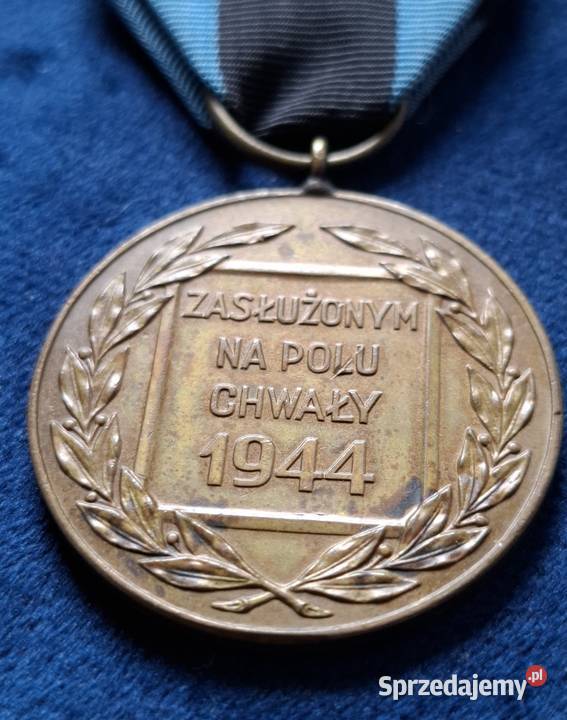 ZASŁUŻONYM
NA POLU
CHWAŁY
1944
Sprzedajemy.pl